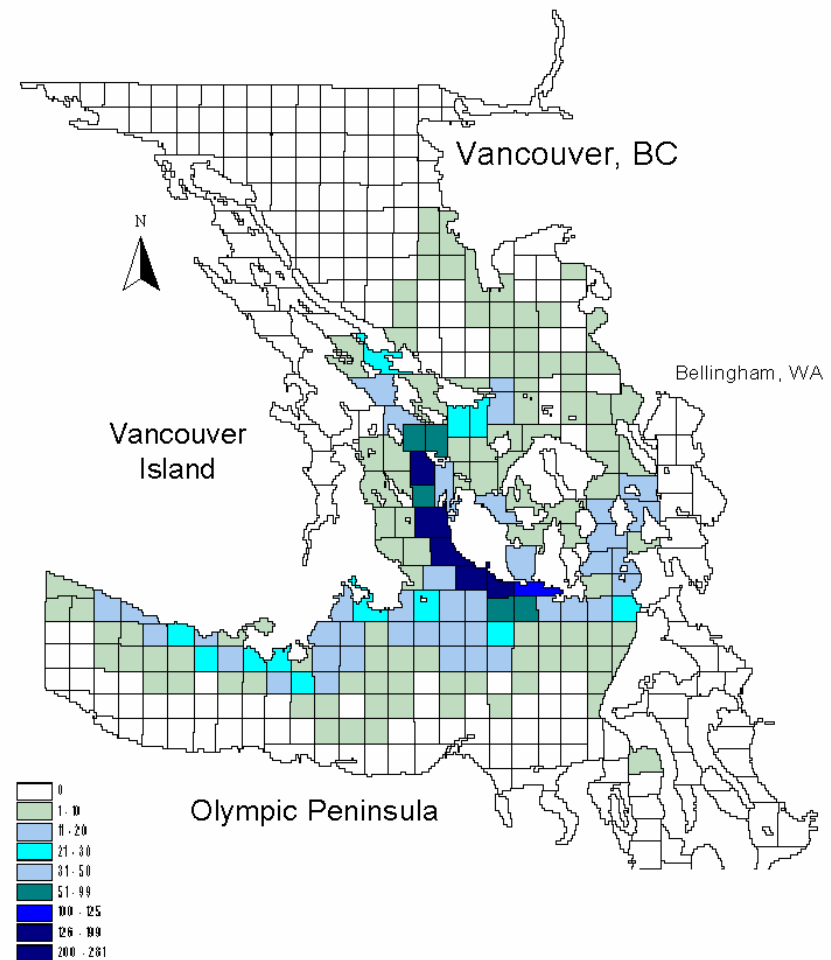 Vancouver, BC
N
Bellingham, WA
Vancouver
Island
Olympic Peninsula
0
1 - 10
11 - 20
21 - 30
31 - 50
51 - 99
100 - 125
126 - 199
200 - 281